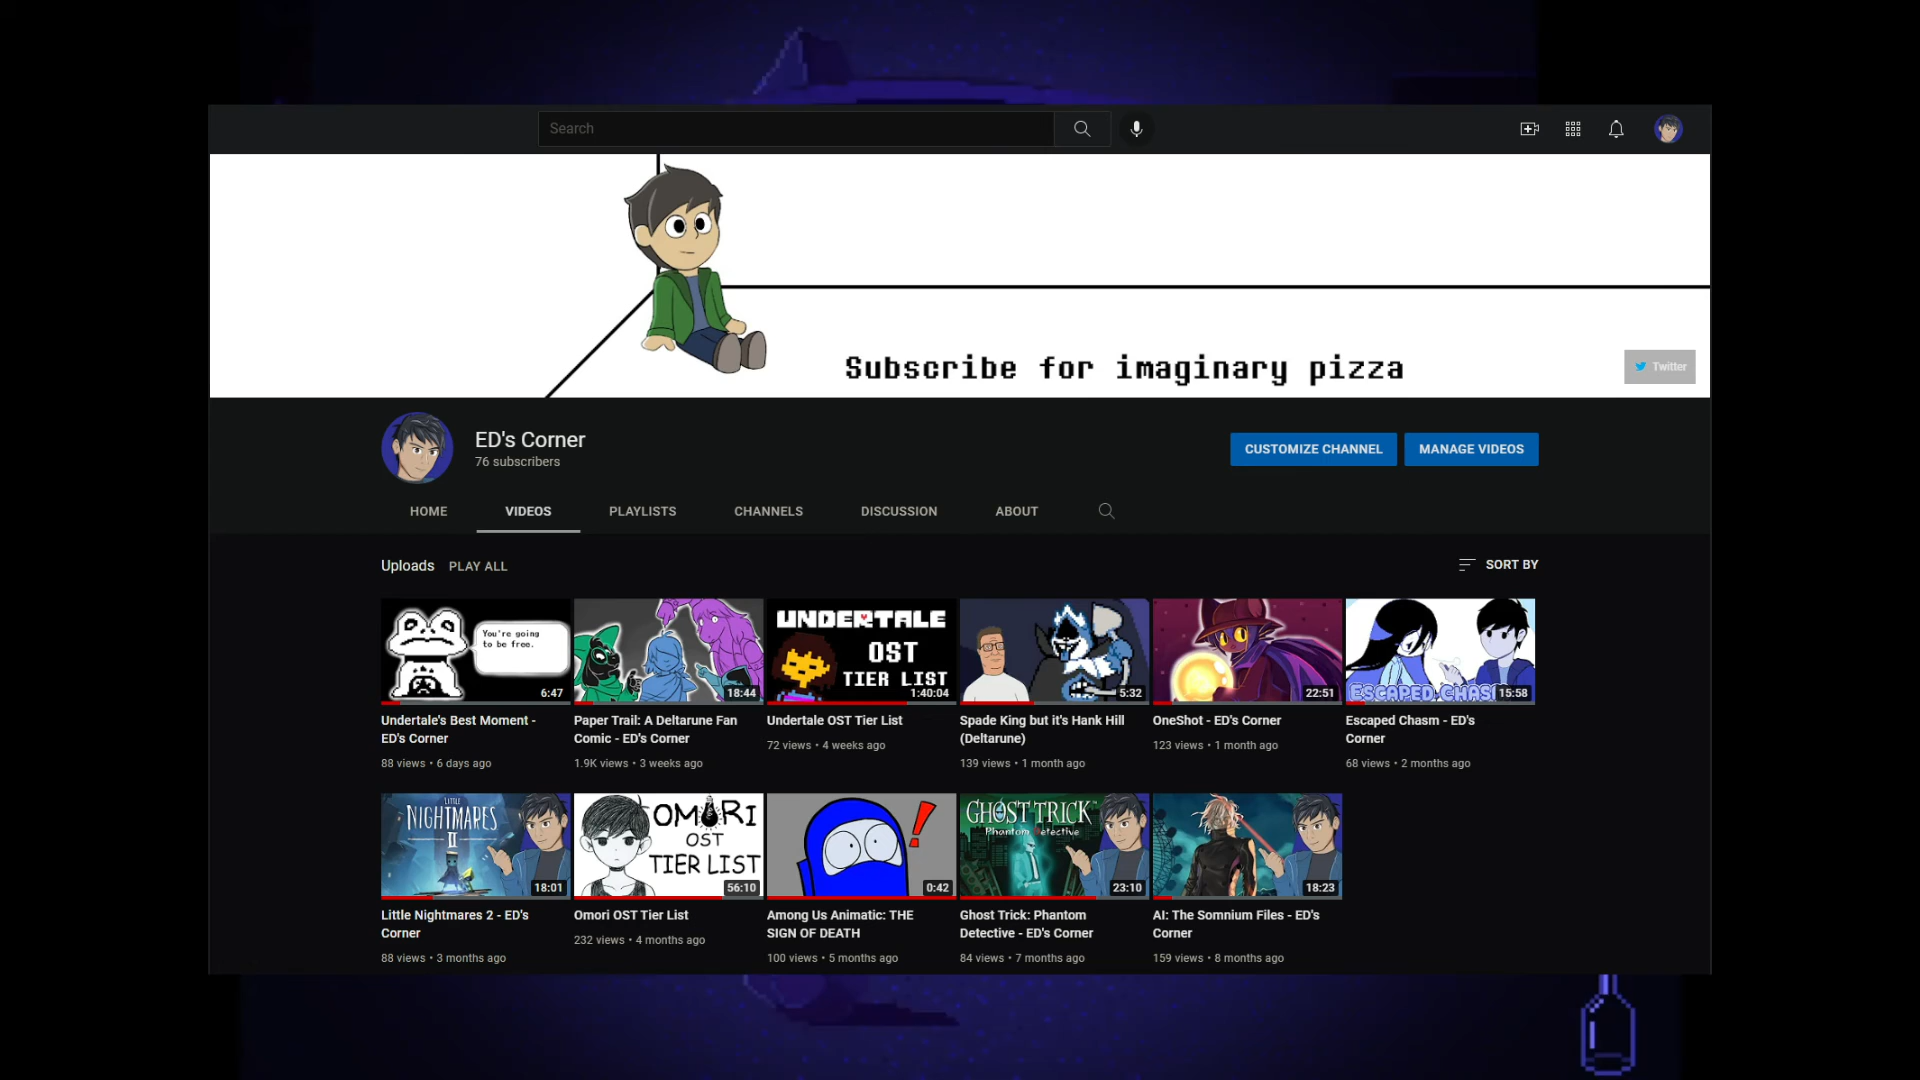 Search
Subscribe for imaginary pizza
Twitter
ED's Corner
76 subscribers
CUSTOMIZE CHANNEL
MANAGE VIDEOS
HOME
VIDEOS
PLAYLISTS
CHANNELS
DISCUSSION
ABOUT
Uploads
PLAY ALL
SORT BY
You're going
to be free.
6:47
Undertale's Best Moment -
ED's Corner
88 views • 6 days ago
18:44
Paper Trail: A Deltarune Fan
Comic - ED's Corner
1.9K views • 3 weeks ago
UNDERTALE
OST
TIER LIST
1:40:04
Undertale OST Tier List
72 views • 4 weeks ago
5:32
Spade King but it's Hank Hill
(Deltarune)
139 views • 1 month ago
22:51
OneShot - ED's Corner
123 views • 1 month ago
ESCAPED CHAS
15:58
Escaped Chasm - ED's
Corner
68 views • 2 months ago
LITTLE
NIGHTMARES
II
18:01
Little Nightmares 2 - ED's
Corner
88 views • 3 months ago
OMORI
OST
TIER LIST
56:10
Omori OST Tier List
232 views • 4 months ago
!
0:42
Among Us Animatic: THE
SIGN OF DEATH
100 views • 5 months ago
GHOST TRICK
Phantom Detective
23:10
Ghost Trick: Phantom
Detective - ED's Corner
84 views • 7 months ago
18:23
AI: The Somnium Files - ED's
Corner
159 views • 8 months ago